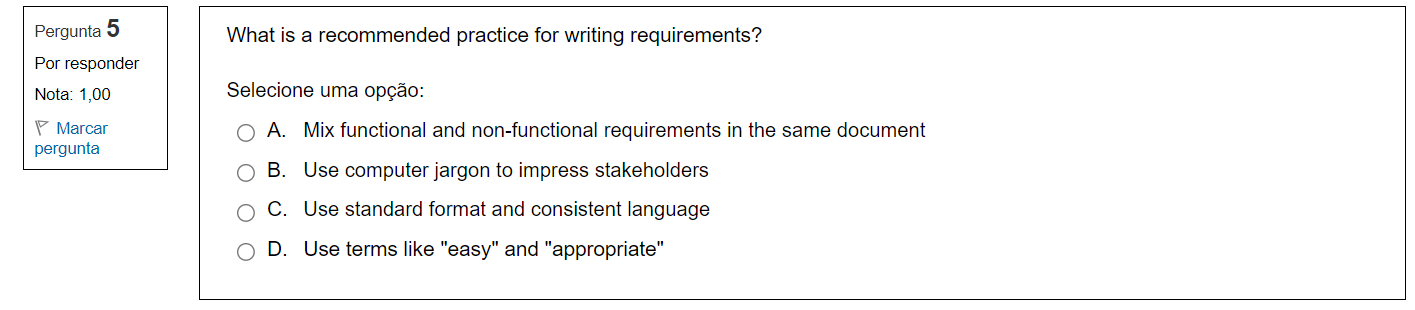 Pergunta 5
Por responder
Nota: 1,00
Marcar
pergunta
What is a recommended practice for writing requirements?
Selecione uma opção:
A. Mix functional and non-functional requirements in the same document
B. Use computer jargon to impress stakeholders
C. Use standard format and consistent language
D. Use terms like "easy" and "appropriate"